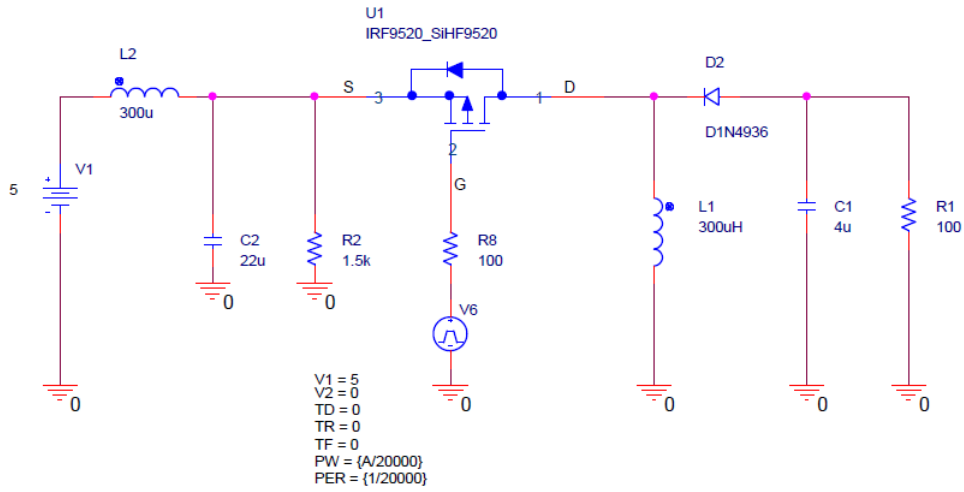 U1
IRF9520_SiHF9520
L2
300u
S
3
1
D
D2
D1N4936
2
G
+
V1
5
-
C2
22u
R2
1.5k
R8
100
L1
300uH
C1
4u
R1
100
V6
+
-
0
0
0
0
0
0
0
V1 = 5
V2 = 0
TD = 0
TR = 0
TF = 0
PW = {A/20000}
PER = {1/20000}